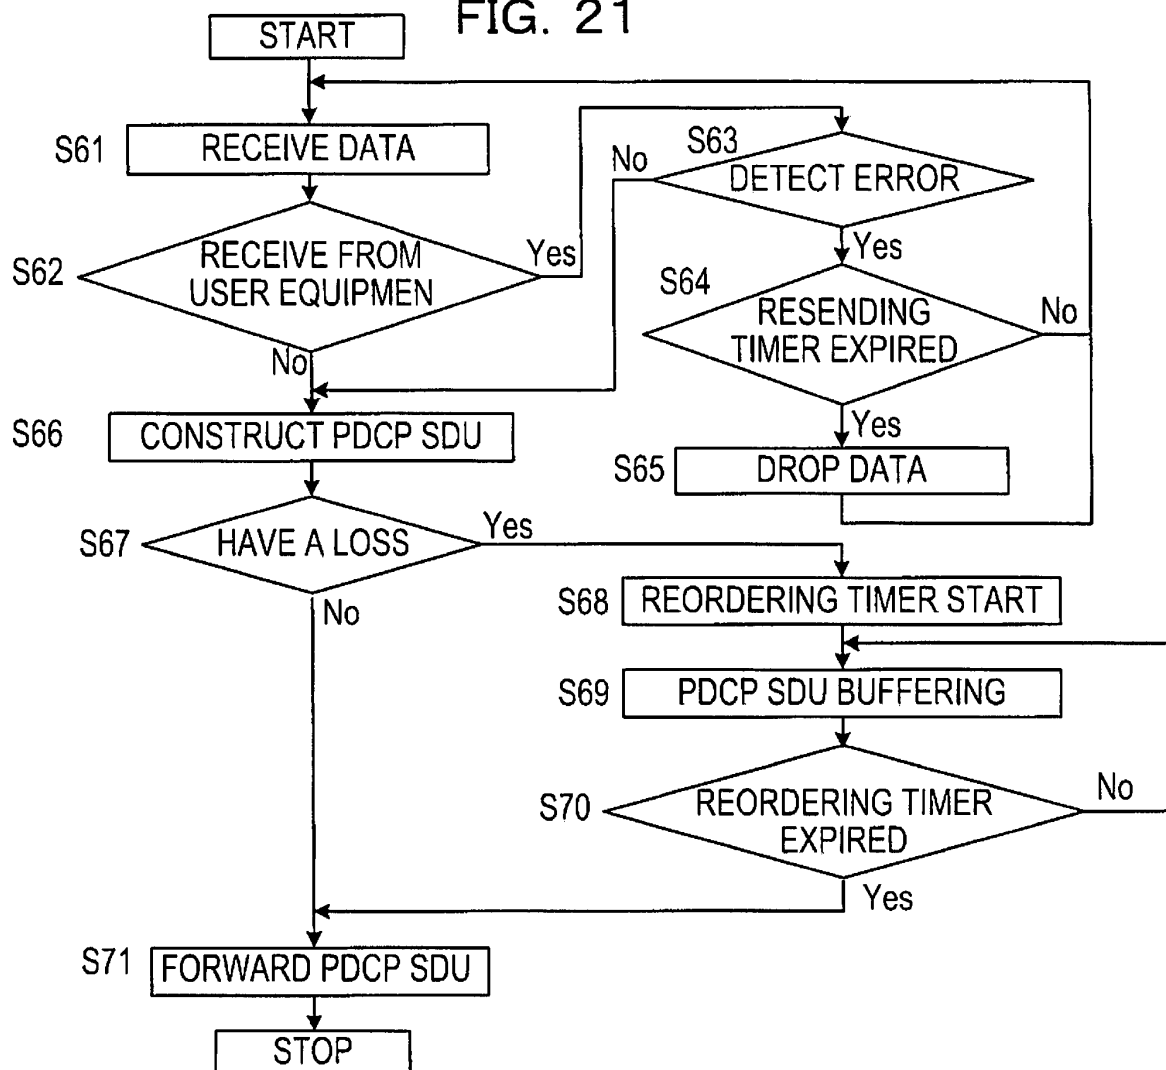 FIG. 21
START
S61
RECEIVE DATA
S62
RECEIVE FROM
USER EQUIPMEN
Yes
No
S63
DETECT ERROR
No
Yes
S64
RESENDING
TIMER EXPIRED
No
Yes
S65
DROP DATA
S66
CONSTRUCT PDCP SDU
S67
HAVE A LOSS
Yes
No
S68
REORDERING TIMER START
S69
PDCP SDU BUFFERING
S70
REORDERING TIMER
EXPIRED
No
Yes
S71
FORWARD PDCP SDU
STOP